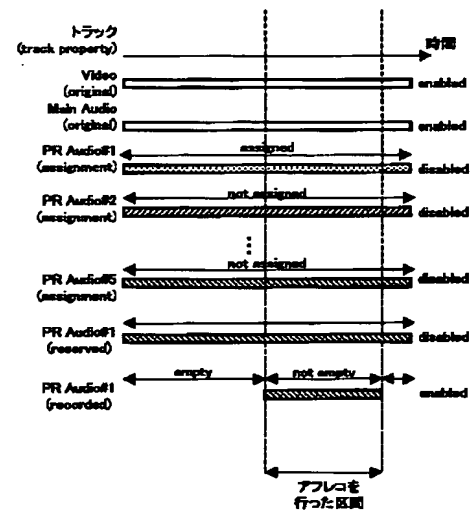 トラック
(track property)
時間
Video
(original)
enabled
Main Audio
(original)
enabled
PR Audio#1
(assignment)
assigned
disabled
PR Audio#2
(assignment)
not assigned
disabled
PR Audio#5
(assignment)
not assigned
disabled
PR Audio#1
(reserved)
disabled
PR Audio#1
(recorded)
empty
not empty
enabled
アフレコを
行った区間